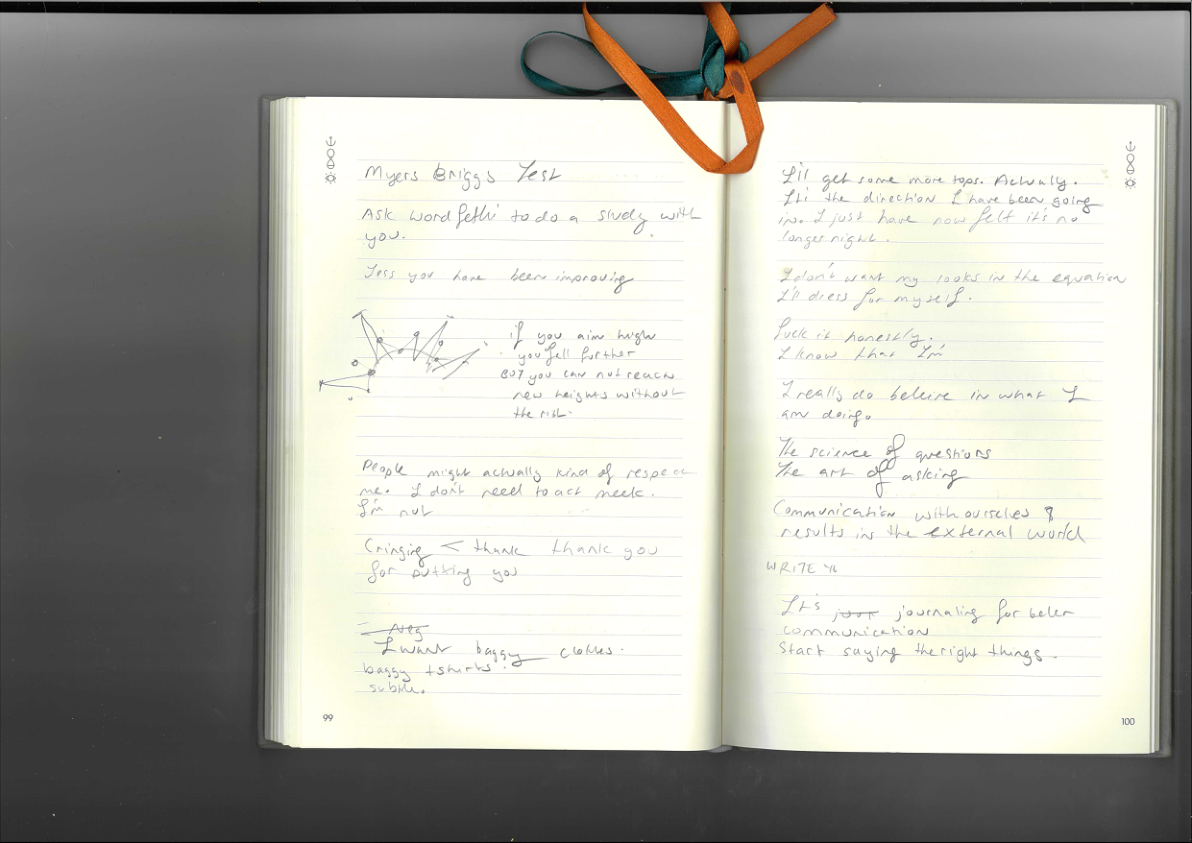 Myers Briggs Test
Ask word fethi to do a study with
you.
Joss you have been improving
if you aim high
you fall further
BUT you can not reach
new heights without
the risk.
People might actually kind of respect
me. I don't need to act meek.
I'm not
Cringing < thank thank you
for putting you
Neg
I want baggy clothes.
baggy tshirts.
subtle.
99
I'll get some more tops. Actually.
It's the direction I have been going
in. I just have now felt it's no
longer night.
I don't want my looks in the equation
I'll dress for myself.
fuck it honestly.
I know that I'm
I really do beleive in what I
am doing.
The science of questions
The art of asking
Communication with ourselves &
results in the external world
WRITE
It's just journaling for beter
communication
Start saying the right things.
100